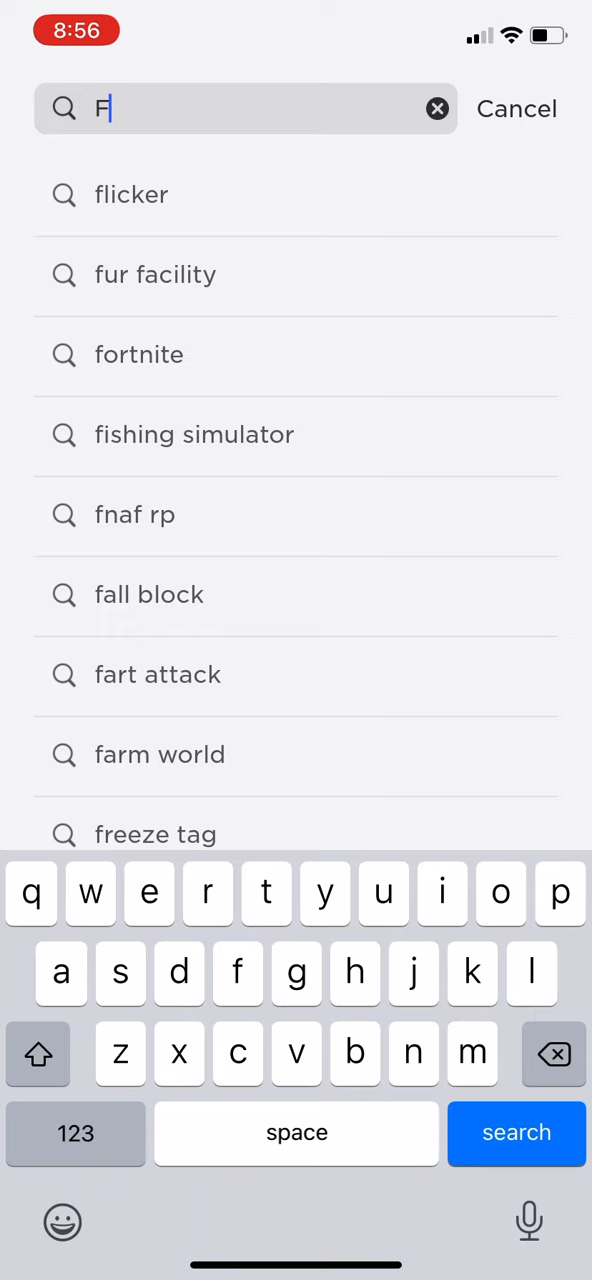 8:56
F
Cancel
flicker
fur facility
fortnite
fishing simulator
fnaf rp
fall block
fart attack
farm world
freeze tag
q w e r t y u i o p
a s d f g h j k l
z x c v b n m
123 space search